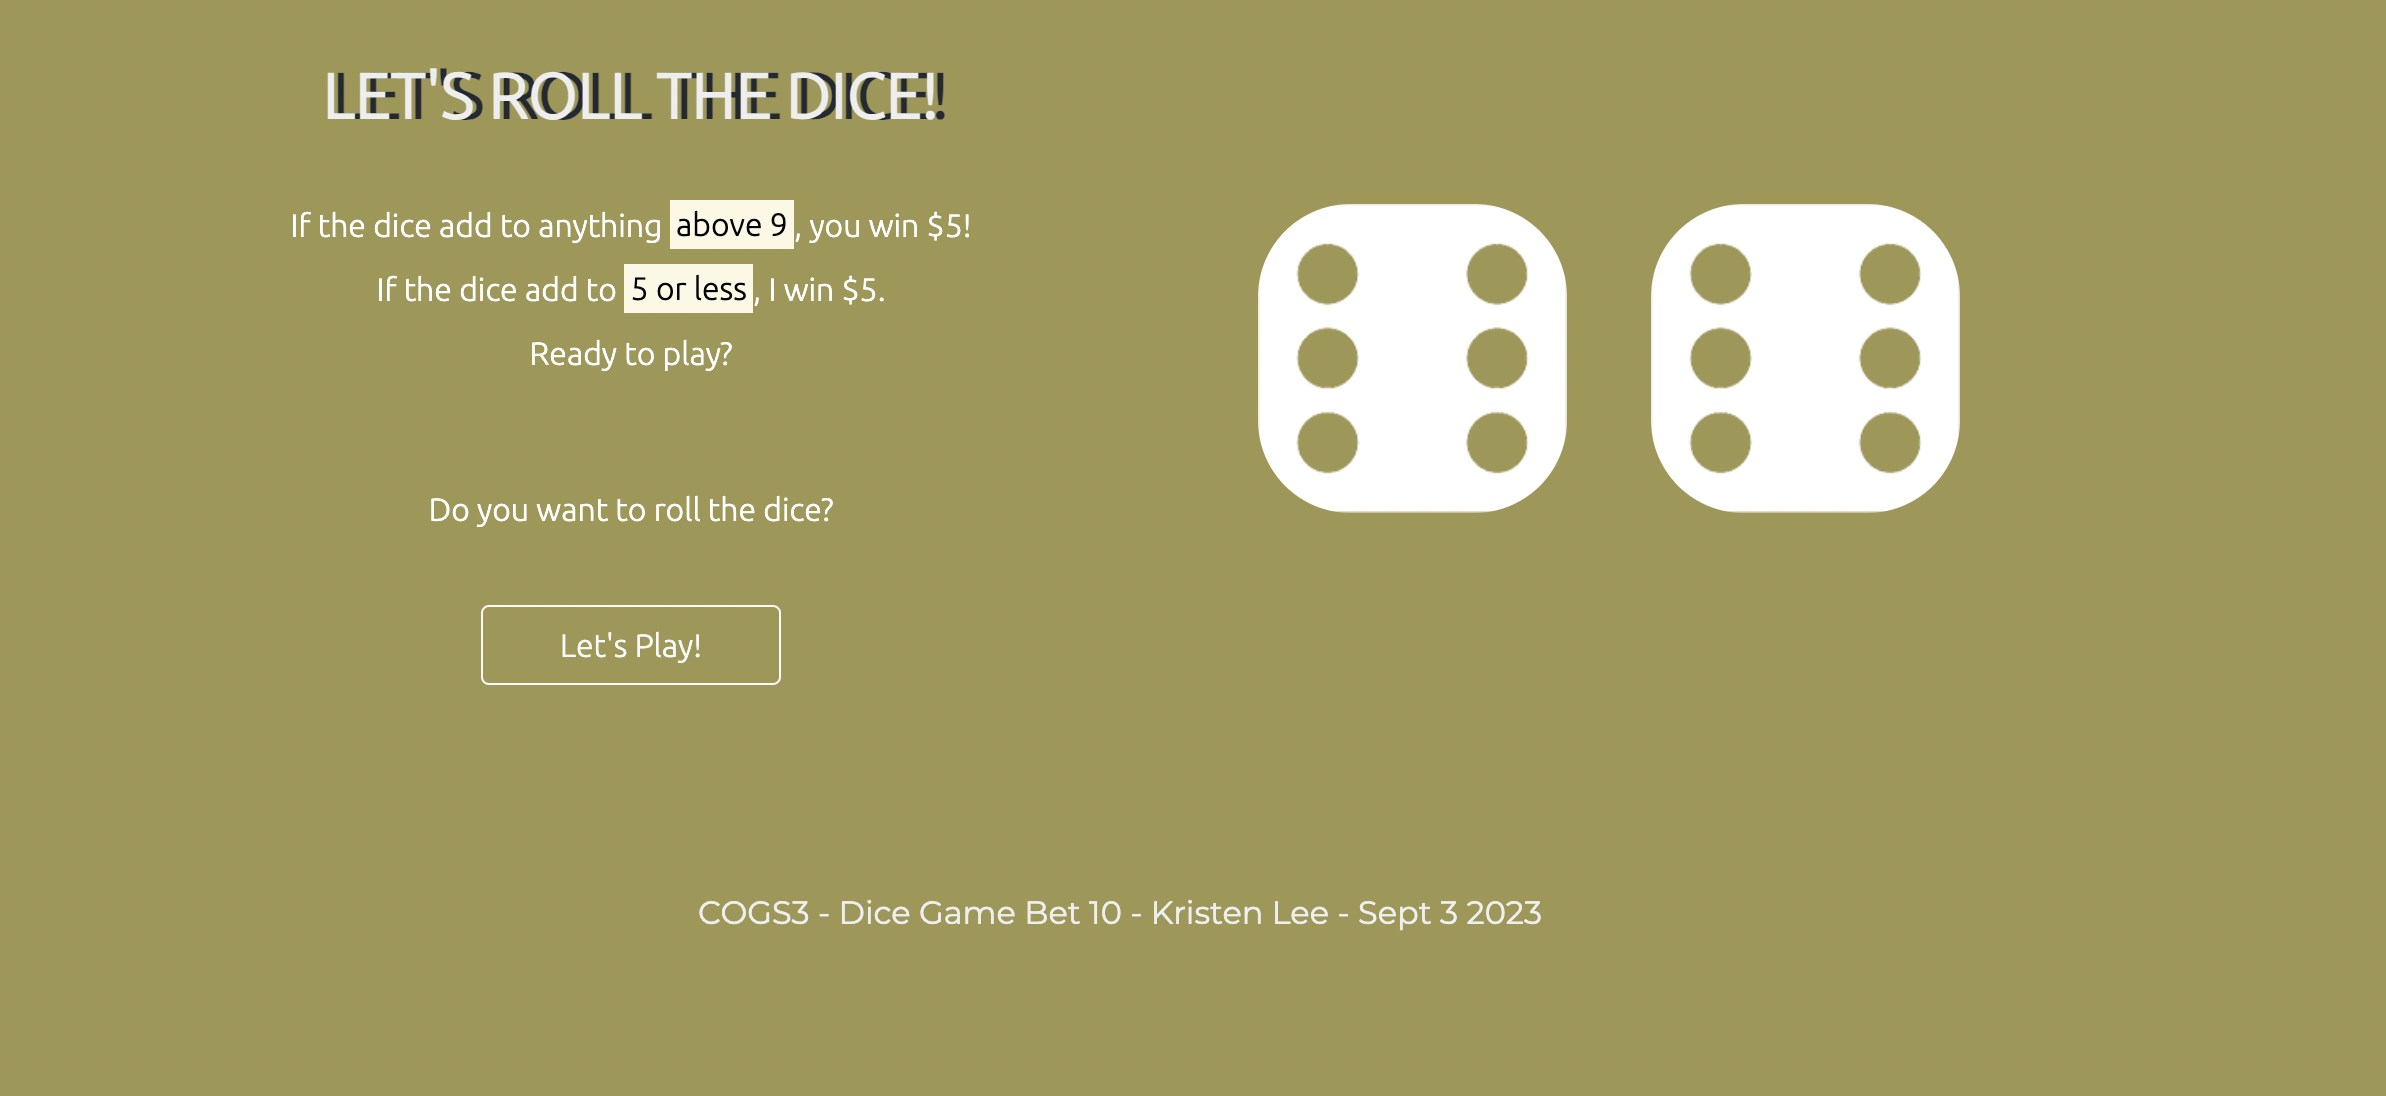 LET'S ROLL THE DICE!
If the dice add to anything above 9, you win $5!
If the dice add to 5 or less, I win $5.
Ready to play?
Do you want to roll the dice?
Let's Play!
COGS3 - Dice Game Bet 10 - Kristen Lee - Sept 3 2023